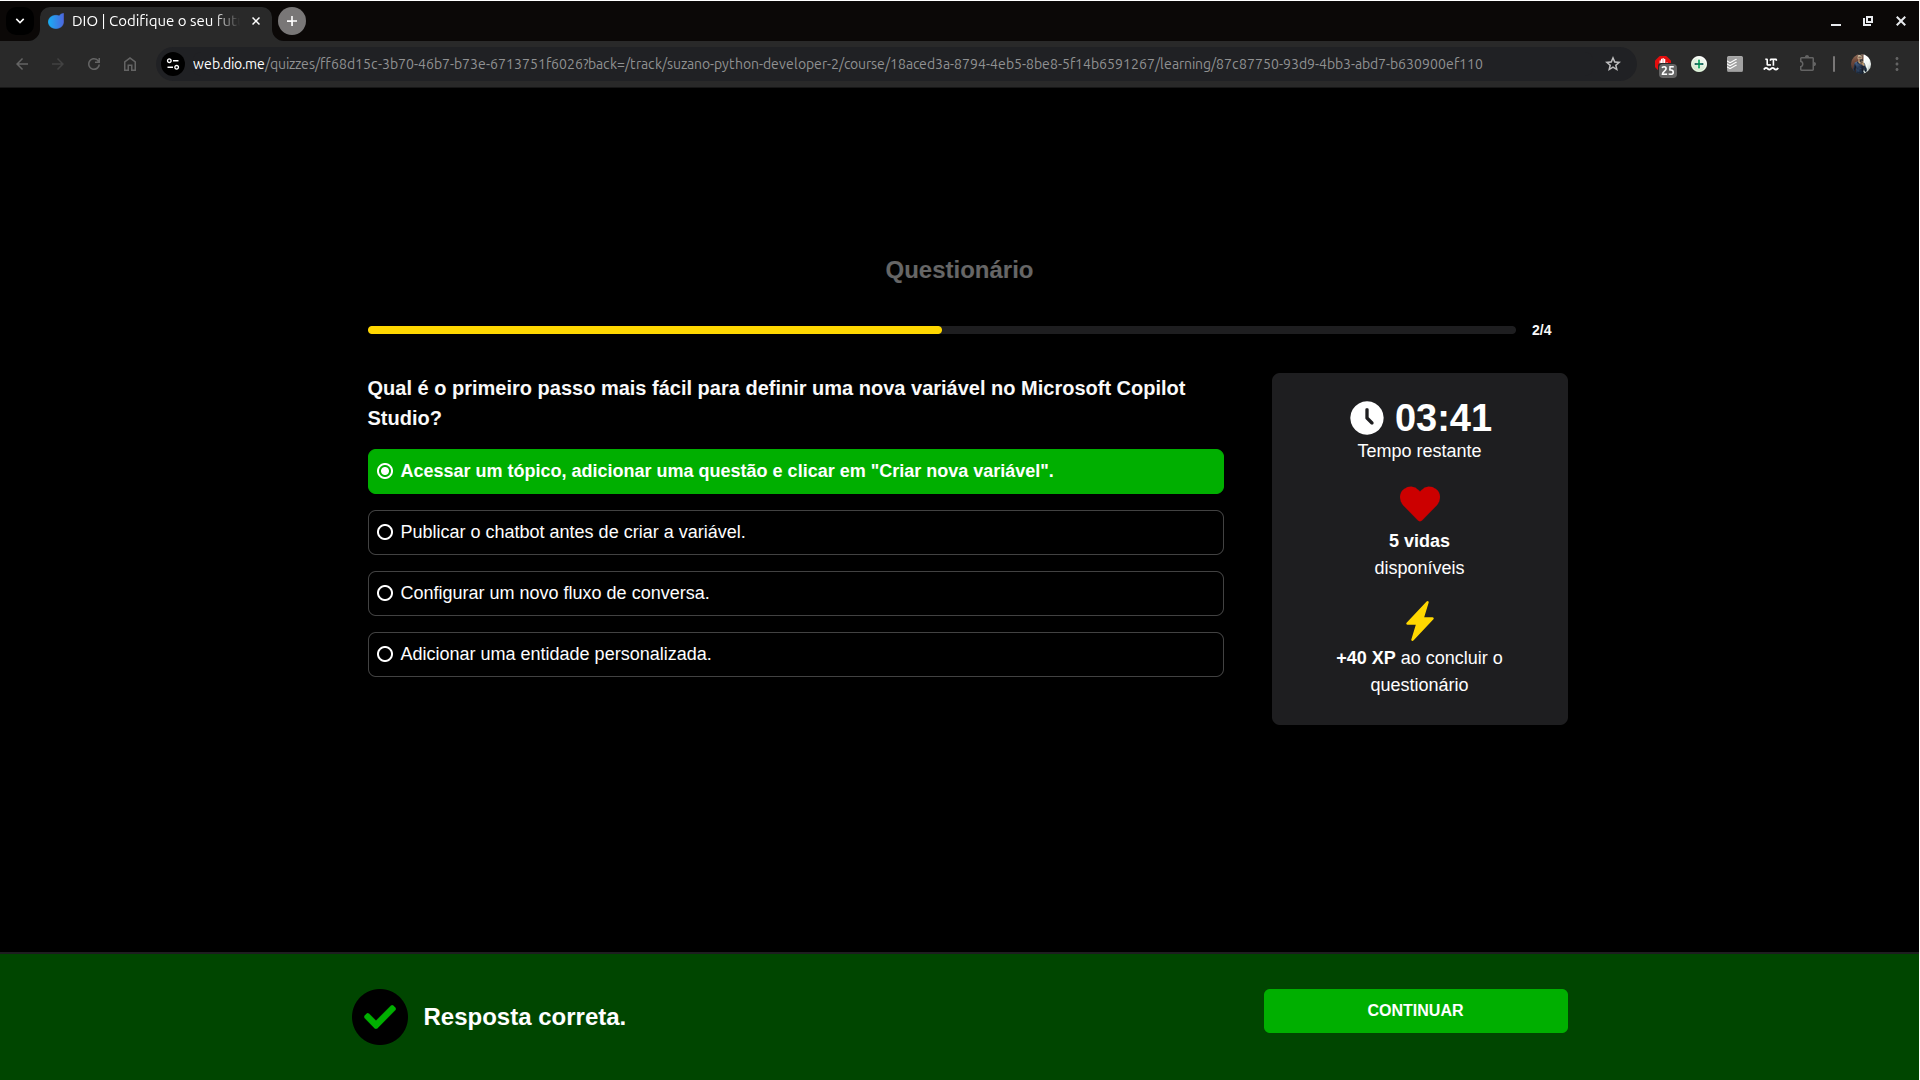 DIO | Codifique o seu fut
web.dio.me/quizzes/ff68d15c-3b70-46b7-b73e-6713751f6026?back=/track/suzano-python-developer-2/course/18aced3a-8794-4eb5-8be8-5f14b6591267/learning/87c87750-93d9-4bb3-abd7-b630900ef110
25
LT
Questionário
2/4
Qual é o primeiro passo mais fácil para definir uma nova variável no Microsoft Copilot
Studio?
Acessar um tópico, adicionar uma questão e clicar em "Criar nova variável".
Publicar o chatbot antes de criar a variável.
Configurar um novo fluxo de conversa.
Adicionar uma entidade personalizada.
03:41
Tempo restante
5 vidas
disponíveis
+40 XP ao concluir o
questionário
Resposta correta.
CONTINUAR